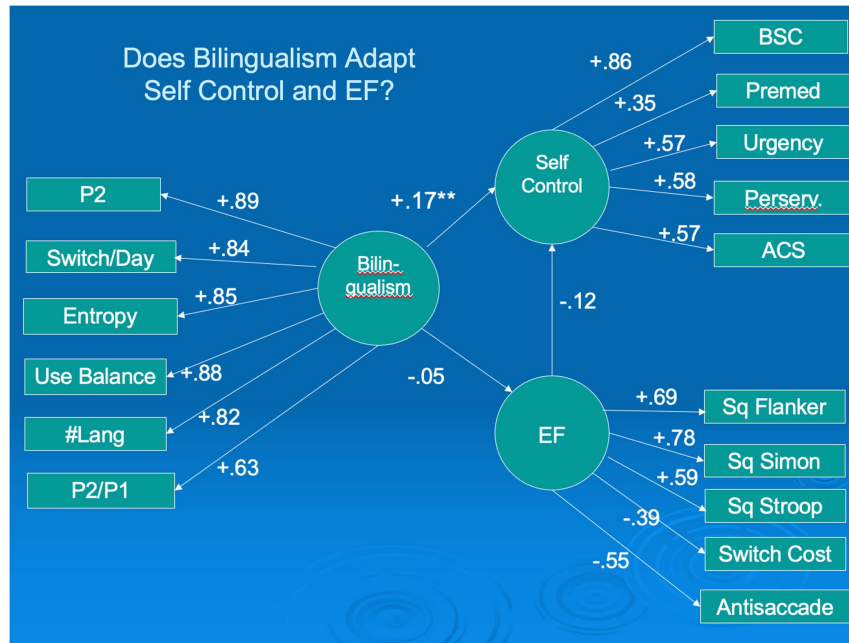 Does Bilingualism Adapt
Self Control and EF?
BSC
+.86
Premed
+.35
Urgency
+.57
Self
Control
+.58
Perserv.
+.57
ACS
P2
+.89
+.17**
Switch/Day
+.84
Bilin-
gualism
Entropy
+.85
-.12
Use Balance
+.88
-.05
#Lang
+.82
P2/P1
+.63
EF
+.69
Sq Flanker
+.78
Sq Simon
+.59
Sq Stroop
-.39
Switch Cost
-.55
Antisaccade